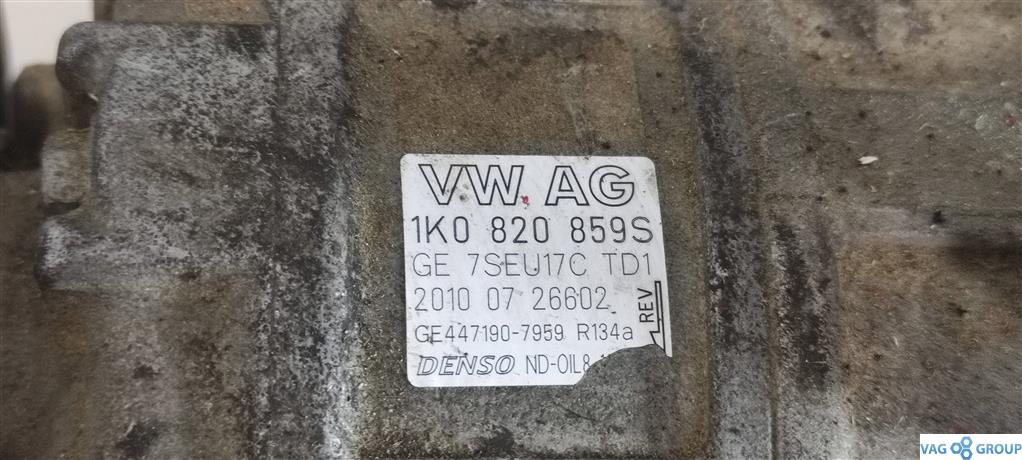 VW AG
1K0 820 859S
GE 7SEU17C TD1
2010 07 26602
GE447190-7959 R134a
REV
DENSO ND-OIL8
VAG GROUP